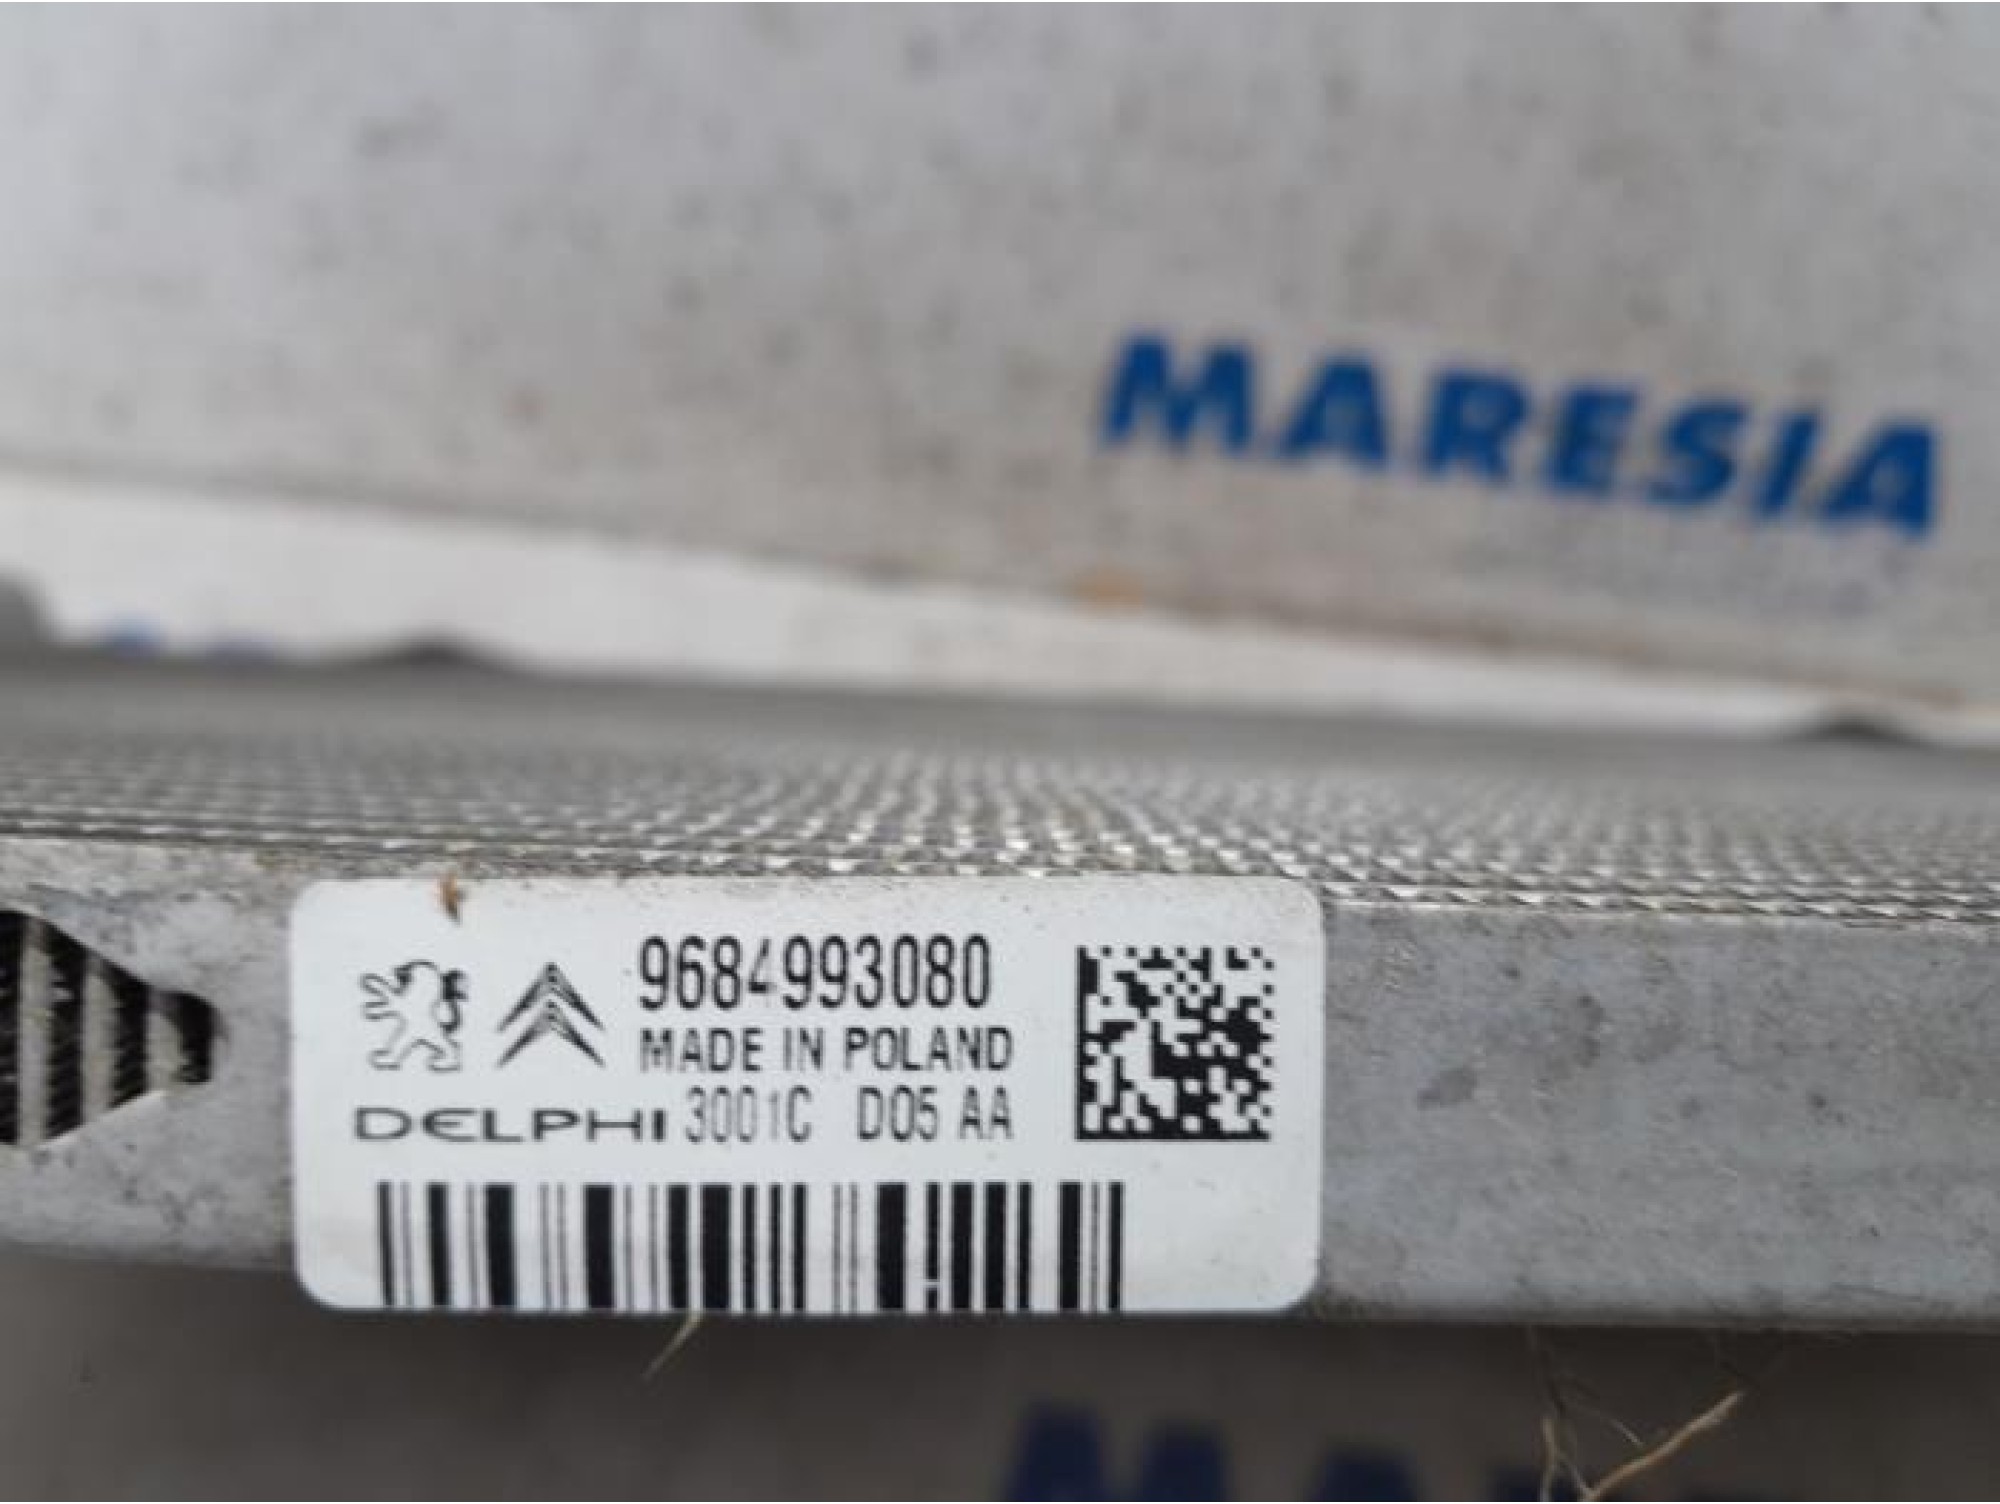 MARESIA
9684993080
MADE IN POLAND
DELPHI 3001C D05 AA